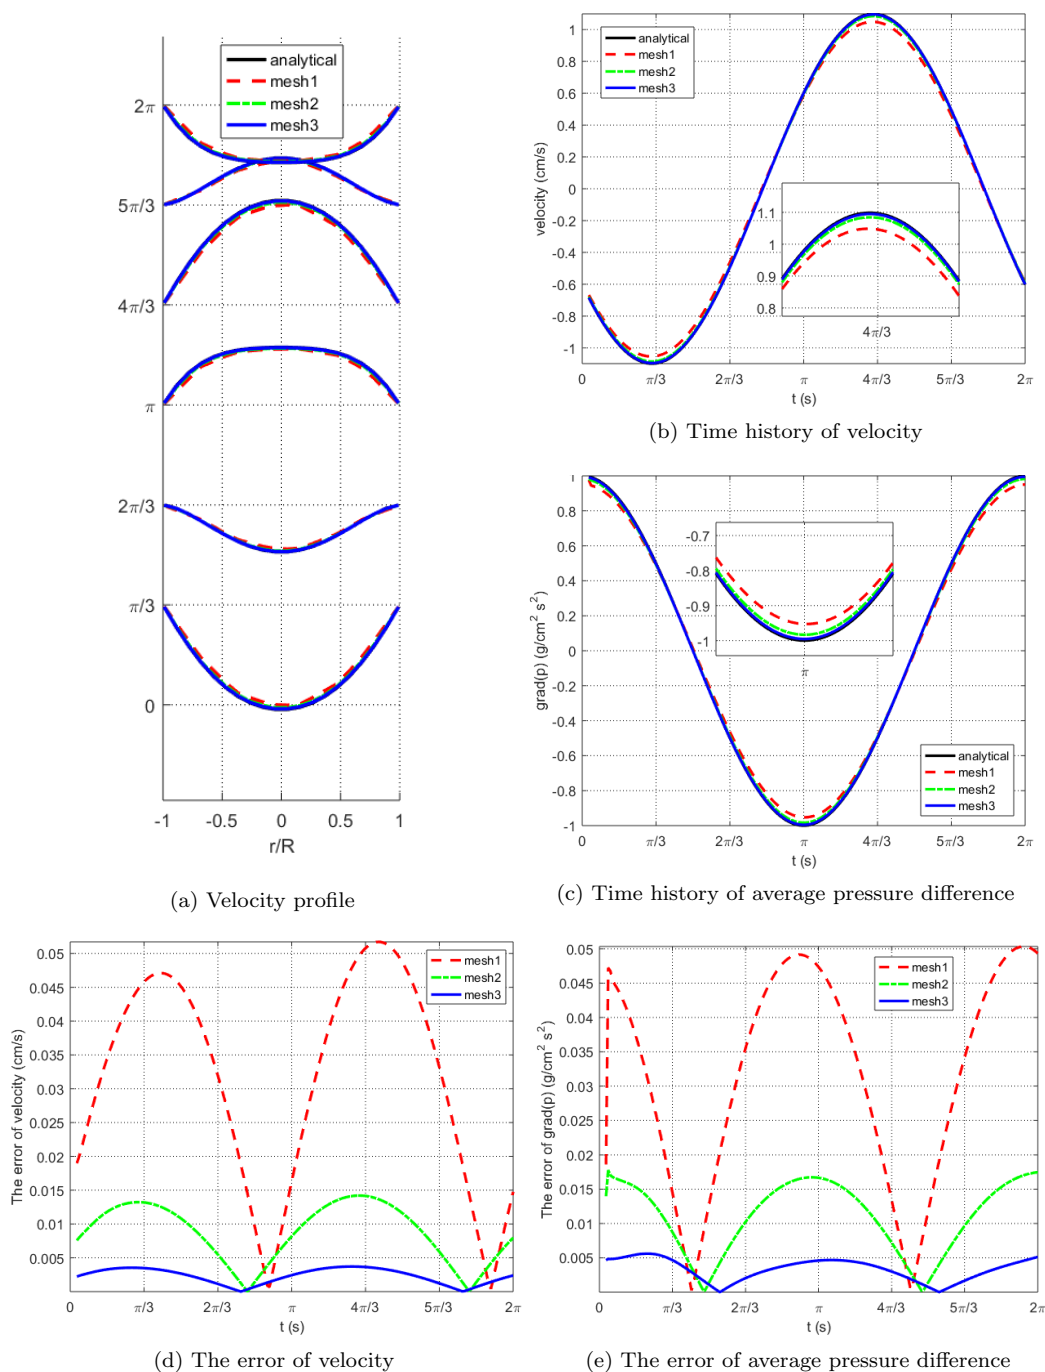 analytical
mesh1
mesh2
mesh3
2π
5π/3
4π/3
π
2π/3
π/3
0
-1
-0.5
0
0.5
1
r/R
(a) Velocity profile
velocity (cm/s)
1
0.8
0.6
0.4
0.2
0
-0.2
-0.4
-0.6
-0.8
-1
analytical
mesh1
mesh2
mesh3
1.1
1
0.9
0.8
4π/3
0
π/3
2π/3
π
4π/3
5π/3
2π
t (s)
(b) Time history of velocity
grad(p) (g/cm² s²)
1
0.8
0.6
0.4
0.2
0
-0.2
-0.4
-0.6
-0.8
-1
-0.7
-0.8
-0.9
-1
π
analytical
mesh1
mesh2
mesh3
0
π/3
2π/3
π
4π/3
5π/3
2π
t (s)
(c) Time history of average pressure difference
The error of velocity (cm/s)
0.05
0.045
0.04
0.035
0.03
0.025
0.02
0.015
0.01
0.005
mesh1
mesh2
mesh3
0
π/3
2π/3
π
4π/3
5π/3
2π
t (s)
(d) The error of velocity
The error of grad(p) (g/cm² s²)
0.05
0.045
0.04
0.035
0.03
0.025
0.02
0.015
0.01
0.005
mesh1
mesh2
mesh3
0
π/3
2π/3
π
4π/3
5π/3
2π
t (s)
(e) The error of average pressure difference